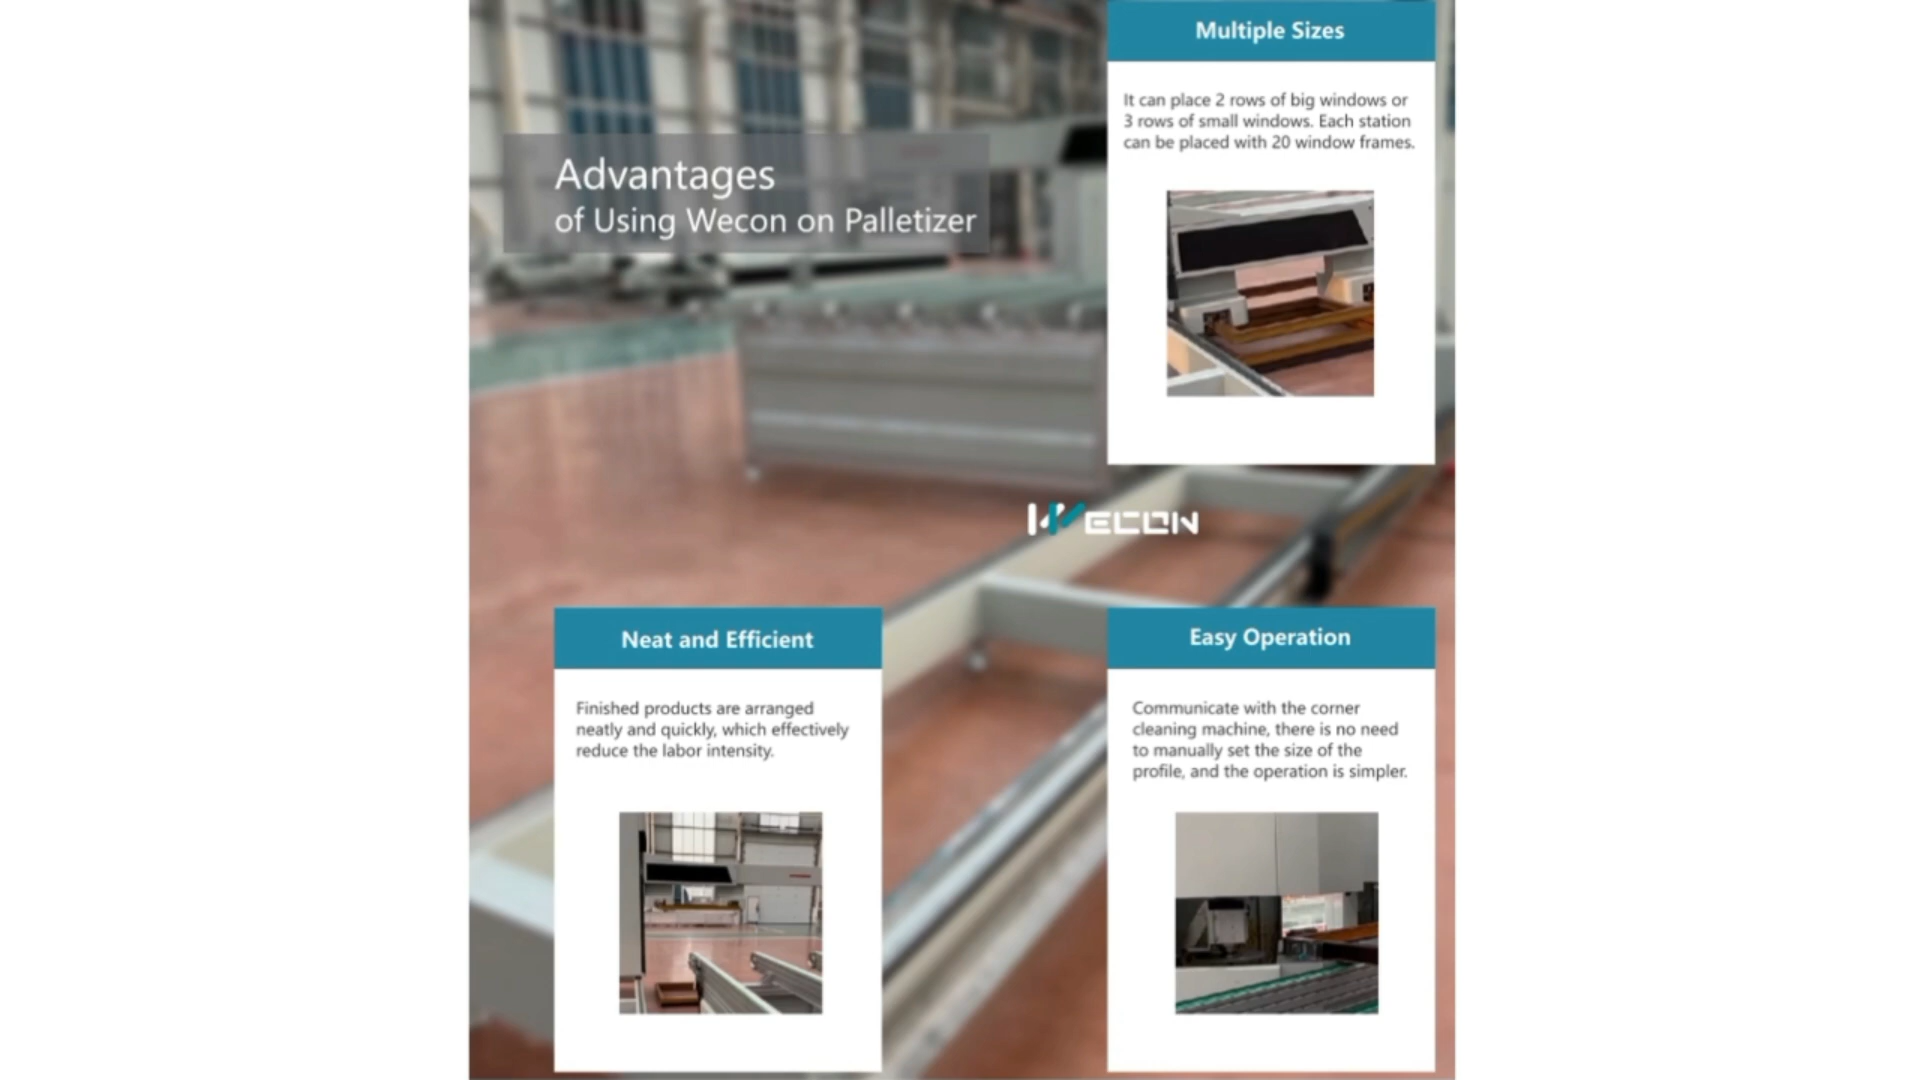 Advantages
of Using Wecon on Palletizer
Multiple Sizes
It can place 2 rows of big windows or
3 rows of small windows. Each station
can be placed with 20 window frames.
WECON
Neat and Efficient
Finished products are arranged
neatly and quickly, which effectively
reduce the labor intensity.
Easy Operation
Communicate with the corner
cleaning machine, there is no need
to manually set the size of the
profile, and the operation is simpler.